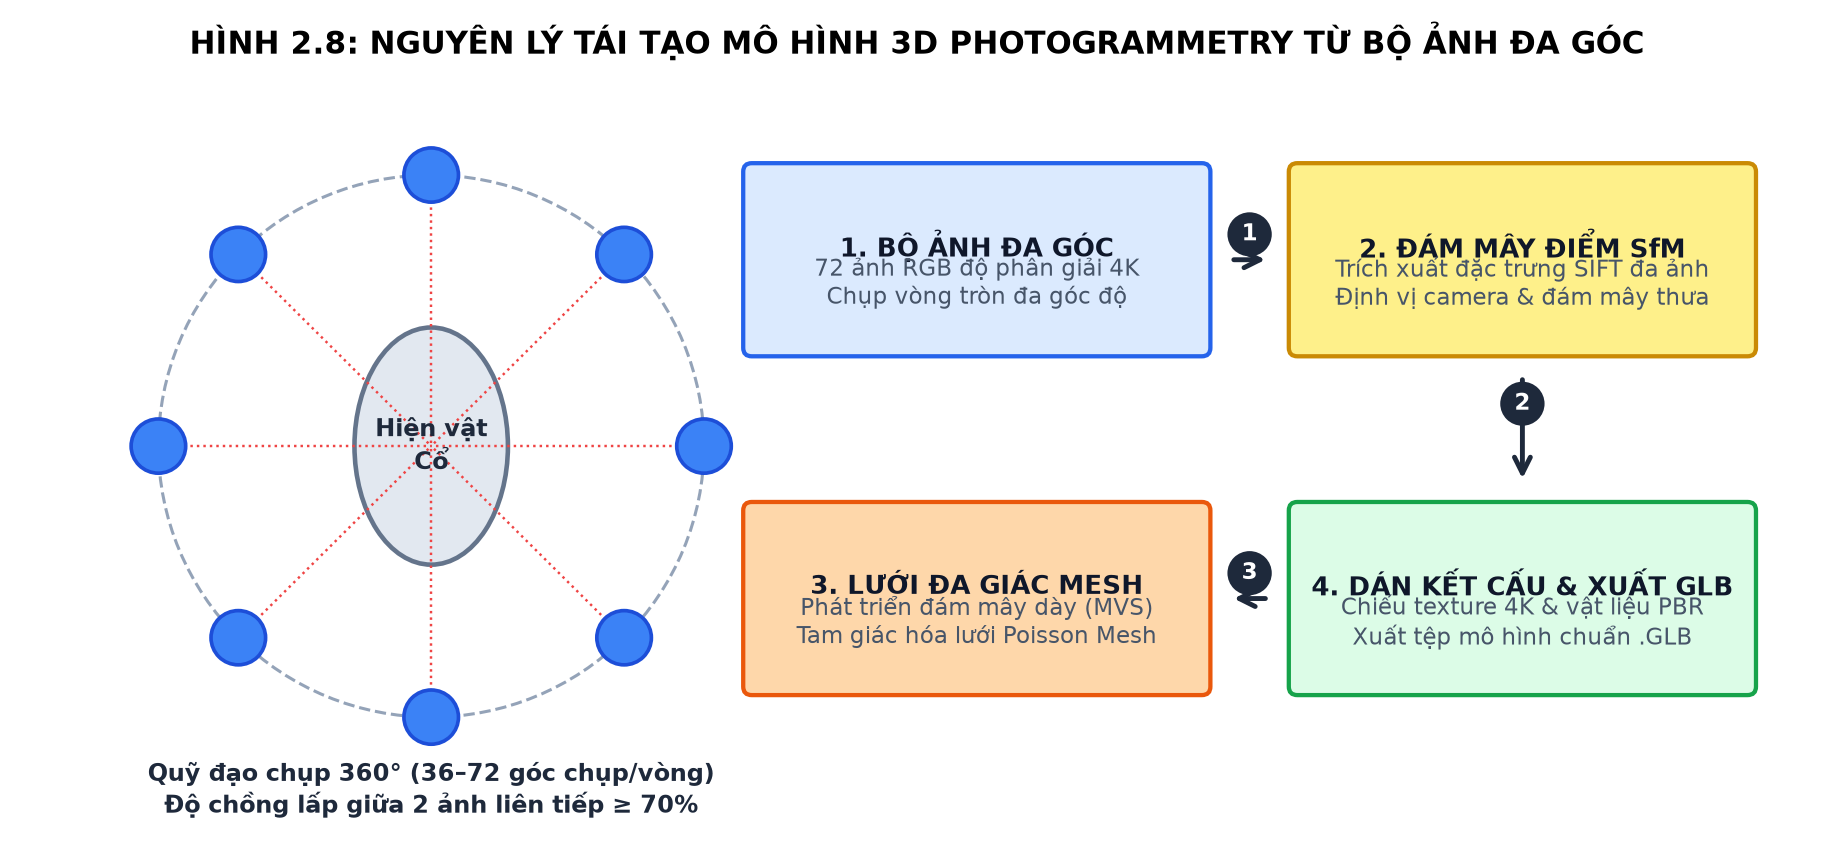 HÌNH 2.8: NGUYÊN LÝ TÁI TẠO MÔ HÌNH 3D PHOTOGRAMMETRY TỪ BỘ ẢNH ĐA GÓC
Hiện vật
Cổ
Quỹ đạo chụp 360° (36–72 góc chụp/vòng)
Độ chồng lấp giữa 2 ảnh liên tiếp ≥ 70%
1. BỘ ẢNH ĐA GÓC
72 ảnh RGB độ phân giải 4K
Chụp vòng tròn đa góc độ
1
2. ĐÁM MÂY ĐIỂM SfM
Trích xuất đặc trưng SIFT đa ảnh
Định vị camera & đám mây thưa
2
3. LƯỚI ĐA GIÁC MESH
Phát triển đám mây dày (MVS)
Tam giác hóa lưới Poisson Mesh
3
4. DÁN KẾT CẤU & XUẤT GLB
Chiếu texture 4K & vật liệu PBR
Xuất tệp mô hình chuẩn .GLB